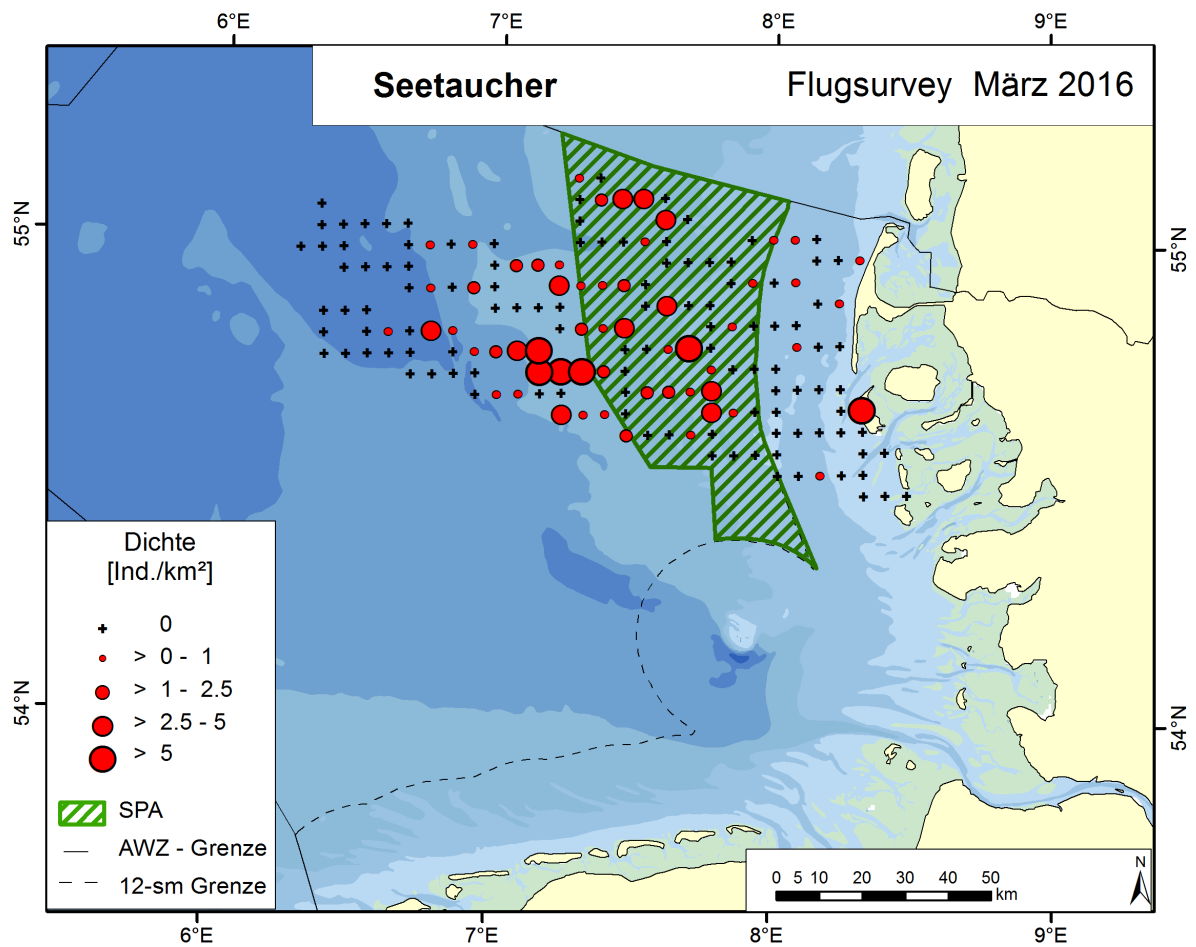 6°E 7°E 8°E 9°E
Seetaucher Flugsurvey März 2016
55°N 55°N
Dichte
[Ind./km²]
0
> 0 - 1
> 1 - 2.5
> 2.5 - 5
> 5
SPA
AWZ - Grenze
12-sm Grenze
54°N 54°N
N
0 5 10 20 30 40 50
km
6°E 7°E 8°E 9°E